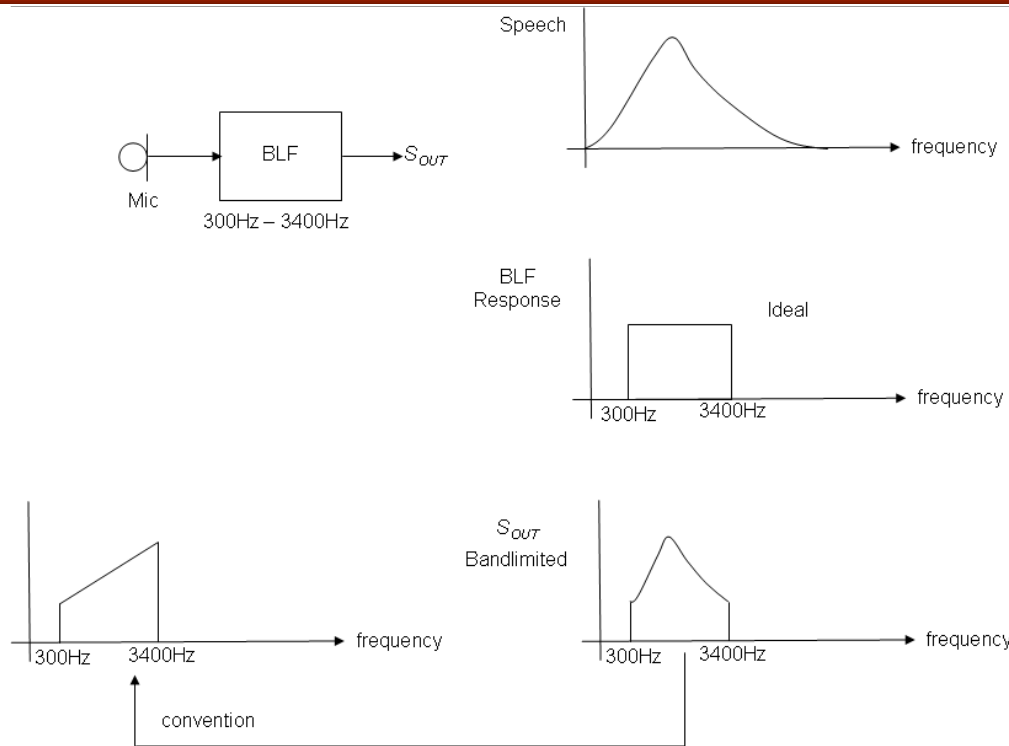 Speech
frequency
BLF
S_OUT
Mic
300Hz – 3400Hz
BLF
Response
Ideal
frequency
300Hz
3400Hz
S_OUT
Bandlimited
frequency
300Hz
3400Hz
frequency
300Hz
3400Hz
convention